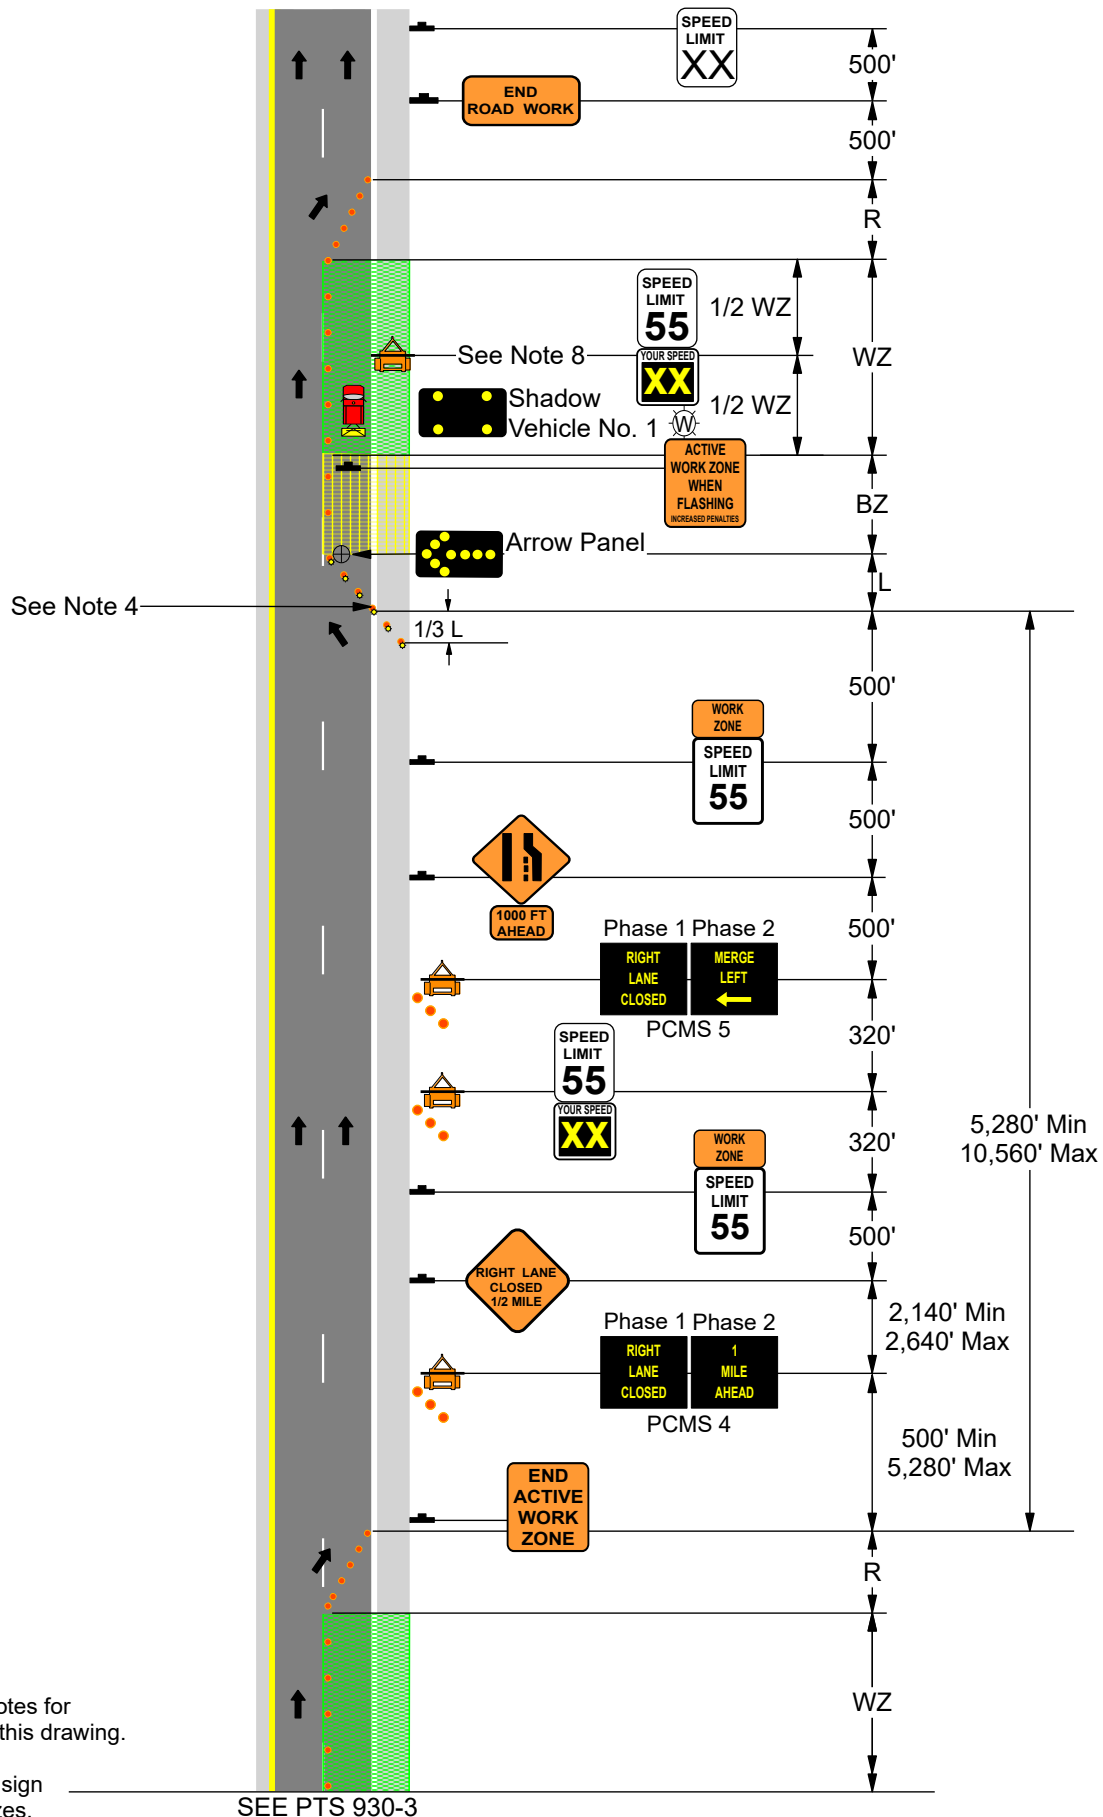 SPEED
LIMIT
XX
500'
END
ROAD WORK
500'
R
SPEED
LIMIT
55
1/2 WZ
See Note 8
YOUR SPEED
XX
WZ
Shadow
Vehicle No. 1
W
1/2 WZ
ACTIVE
WORK ZONE
WHEN
FLASHING
INCREASED PENALTIES
BZ
Arrow Panel
L
See Note 4
1/3 L
500'
WORK
ZONE
SPEED
LIMIT
55
500'
1000 FT
AHEAD
500'
Phase 1 Phase 2
RIGHT
LANE
CLOSED
MERGE
LEFT
PCMS 5
320'
SPEED
LIMIT
55
YOUR SPEED
XX
5,280' Min
10,560' Max
320'
WORK
ZONE
SPEED
LIMIT
55
500'
RIGHT LANE
CLOSED
1/2 MILE
2,140' Min
2,640' Max
Phase 1 Phase 2
RIGHT
LANE
CLOSED
1
MILE
AHEAD
PCMS 4
500' Min
5,280' Max
END
ACTIVE
WORK
ZONE
R
WZ
for
this drawing.
sign
SEE PTS 930-3